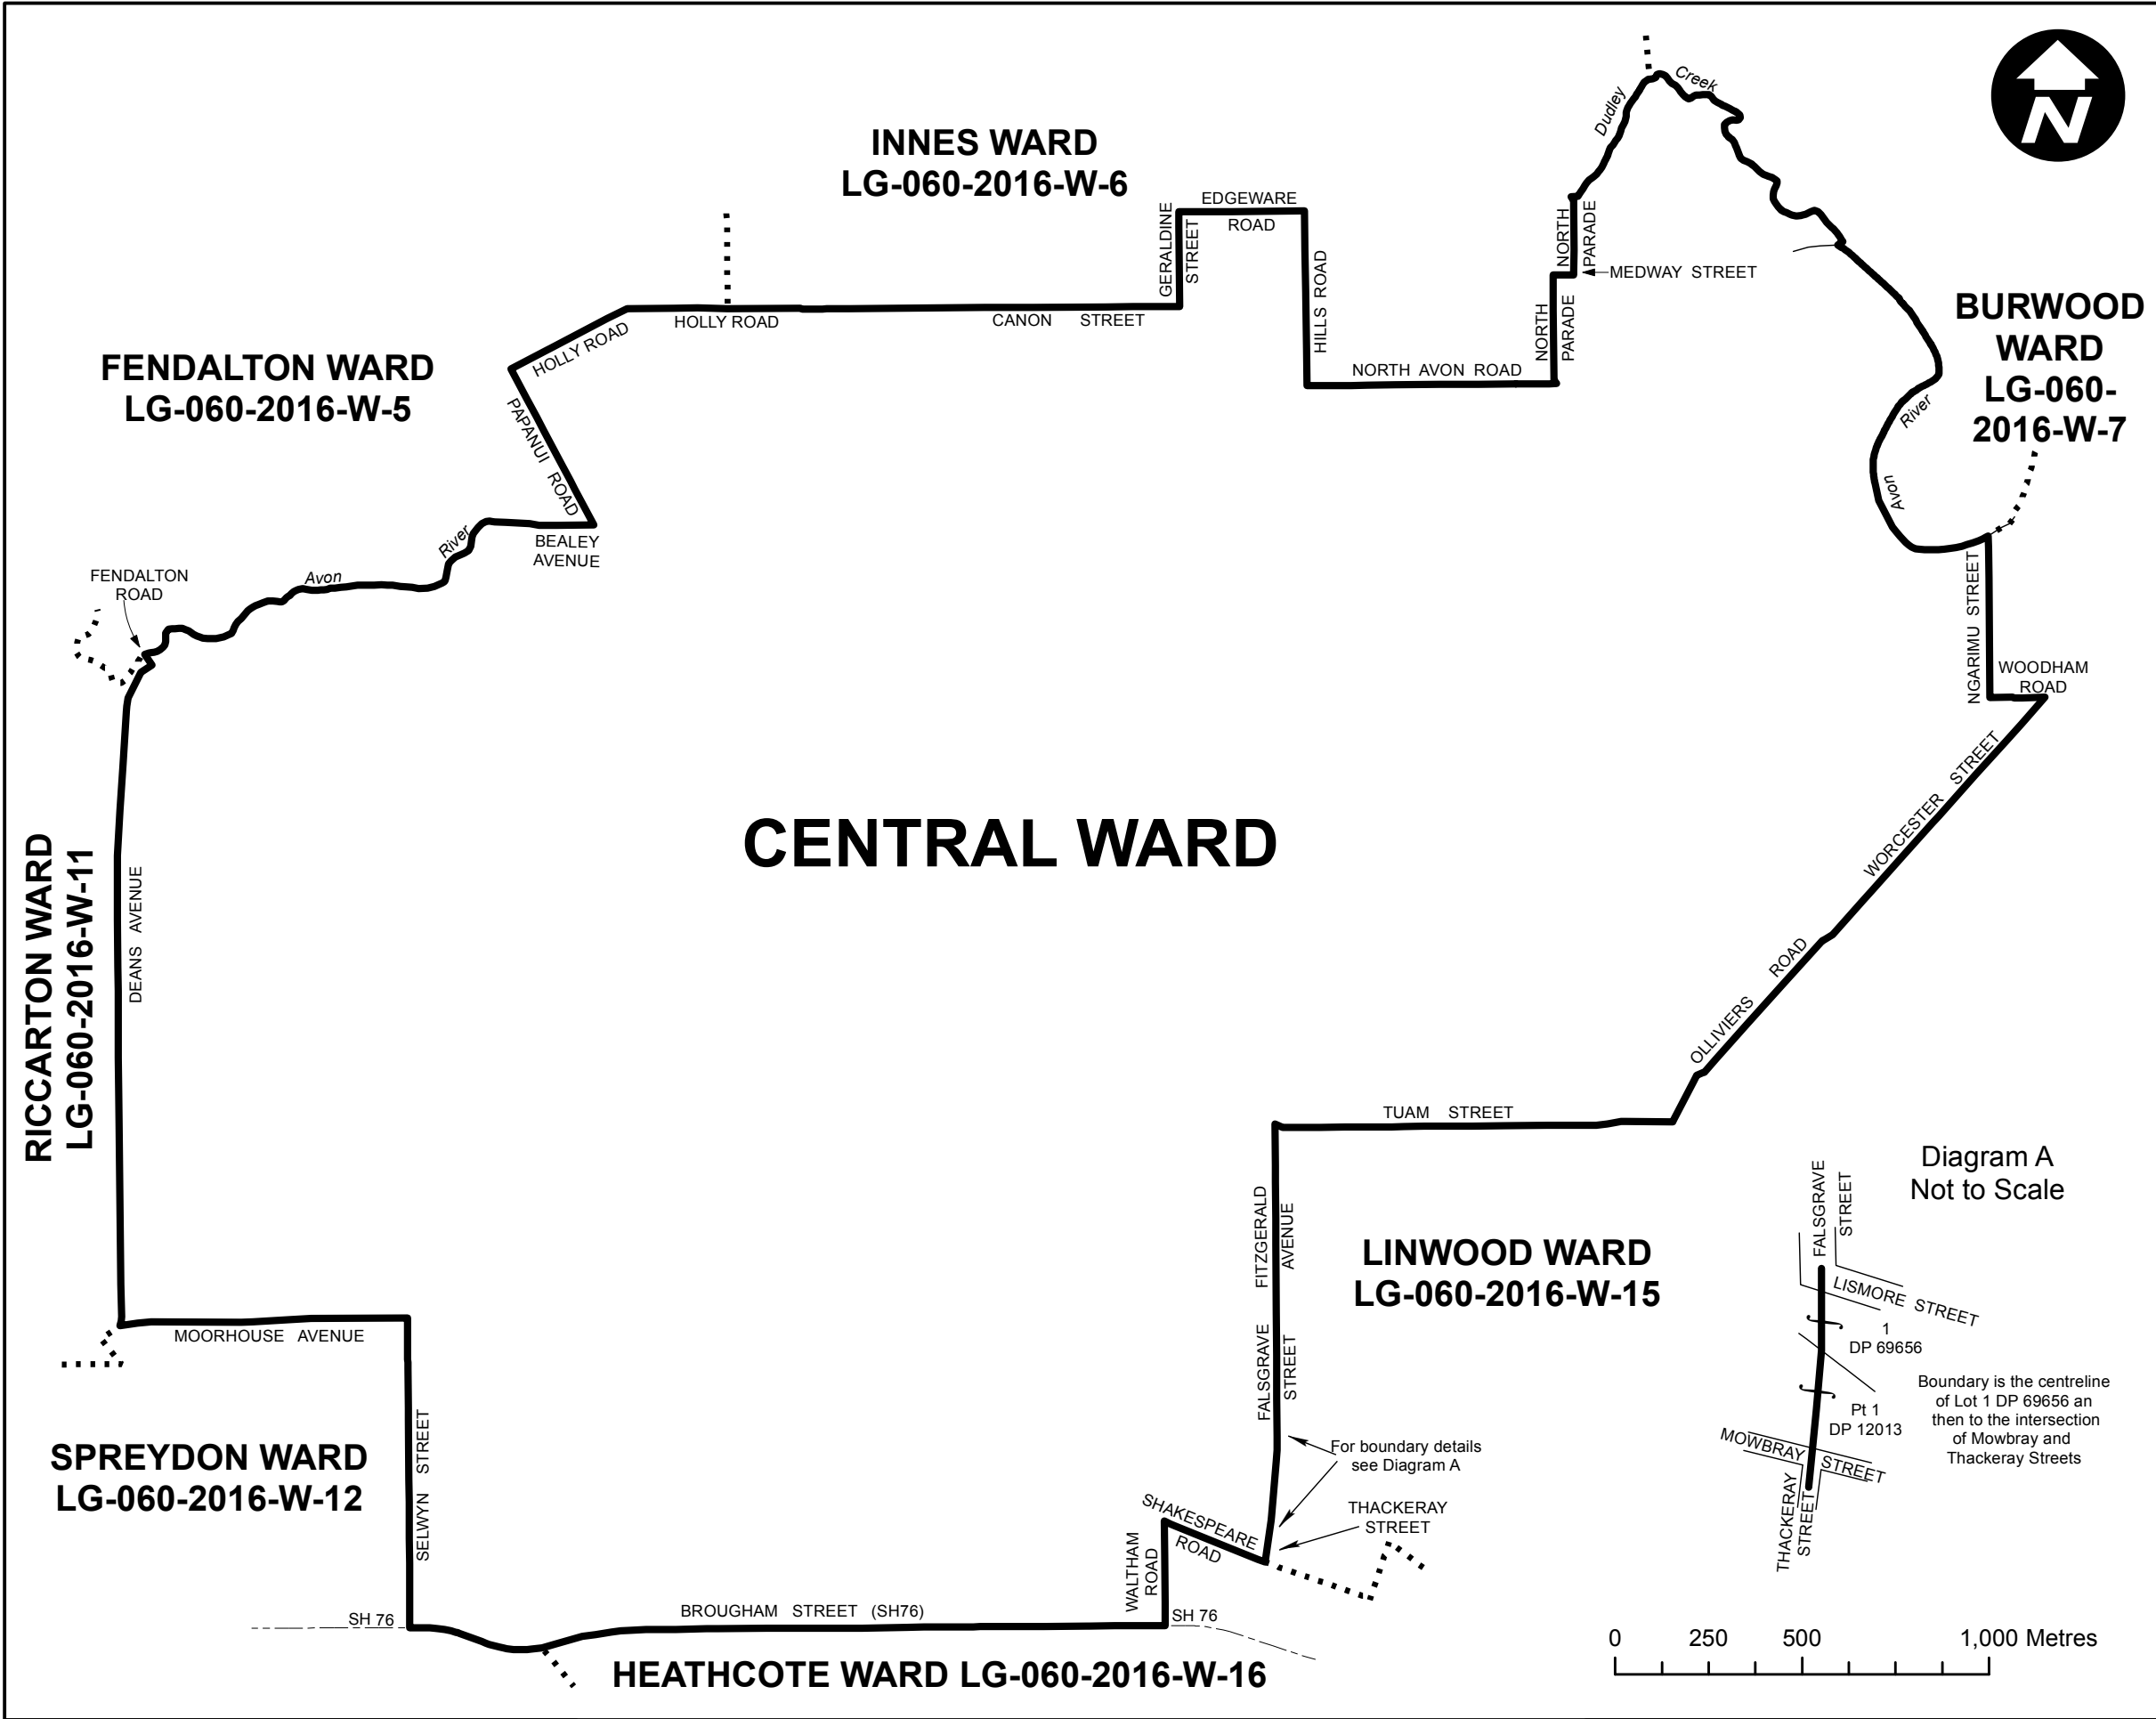 Dudley
Creek
N
INNES WARD
LG-060-2016-W-6
EDGEWARE
ROAD
GERALDINE
STREET
NORTH
PARADE
HILLS ROAD
MEDWAY STREET
HOLLY ROAD
CANON STREET
NORTH
PARADE
BURWOOD
WARD
LG-060-
2016-W-7
FENDALTON WARD
LG-060-2016-W-5
HOLLY ROAD
NORTH AVON ROAD
PAPANUI ROAD
River
Avon
BEALEY
AVENUE
River
Avon
FENDALTON
ROAD
NGARIMU STREET
WOODHAM
ROAD
WORCESTER STREET
CENTRAL WARD
RICCARTON WARD
LG-060-2016-W-11
DEANS AVENUE
OLLIVIERS ROAD
TUAM STREET
FITZGERALD
AVENUE
LINWOOD WARD
LG-060-2016-W-15
Diagram A
Not to Scale
FALSGRAVE
STREET
LISMORE STREET
1
DP 69656
Pt 1
DP 12013
MOWBRAY STREET
THACKERAY
STREET
Boundary is the centreline
of Lot 1 DP 69656 an
then to the intersection
of Mowbray and
Thackeray Streets
MOORHOUSE AVENUE
FALSGRAVE
STREET
SPREYDON WARD
LG-060-2016-W-12
SELWYN STREET
For boundary details
see Diagram A
THACKERAY
STREET
SHAKESPEARE
ROAD
WALTHAM
ROAD
SH 76
BROUGHAM STREET (SH76)
SH 76
HEATHCOTE WARD LG-060-2016-W-16
0 250 500 1,000 Metres